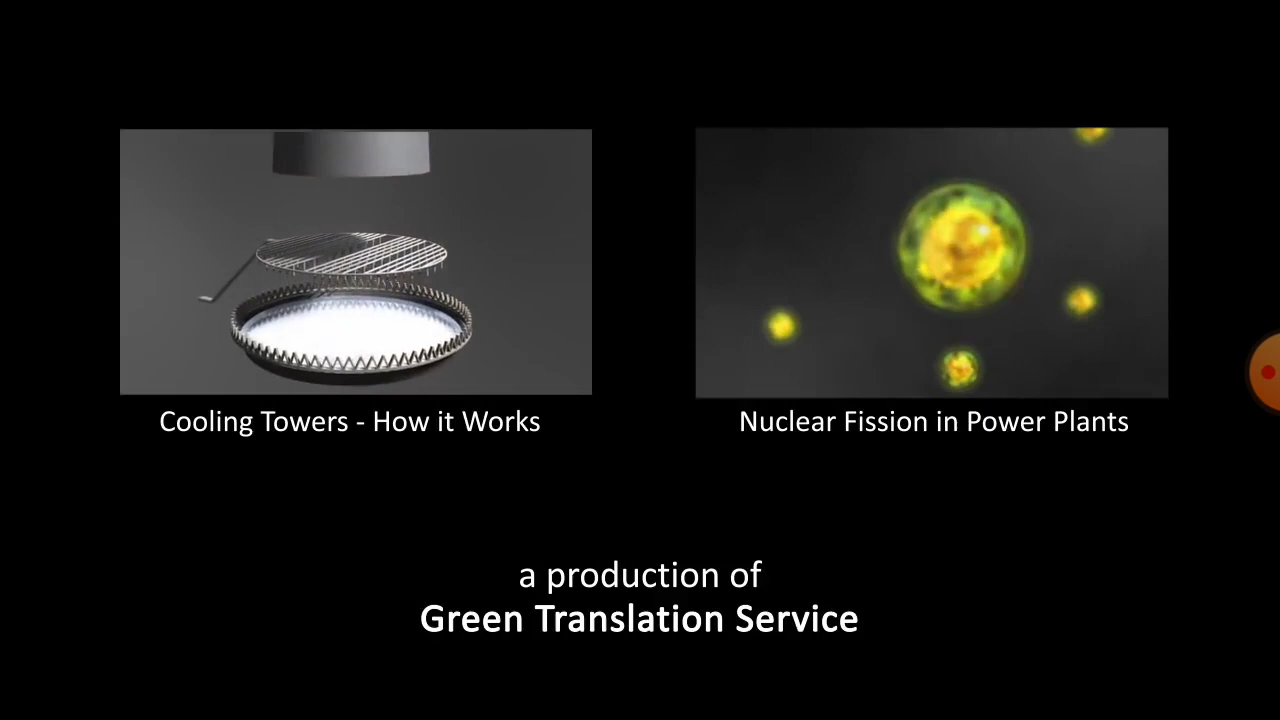 Cooling Towers - How it Works
Nuclear Fission in Power Plants
a production of
Green Translation Service